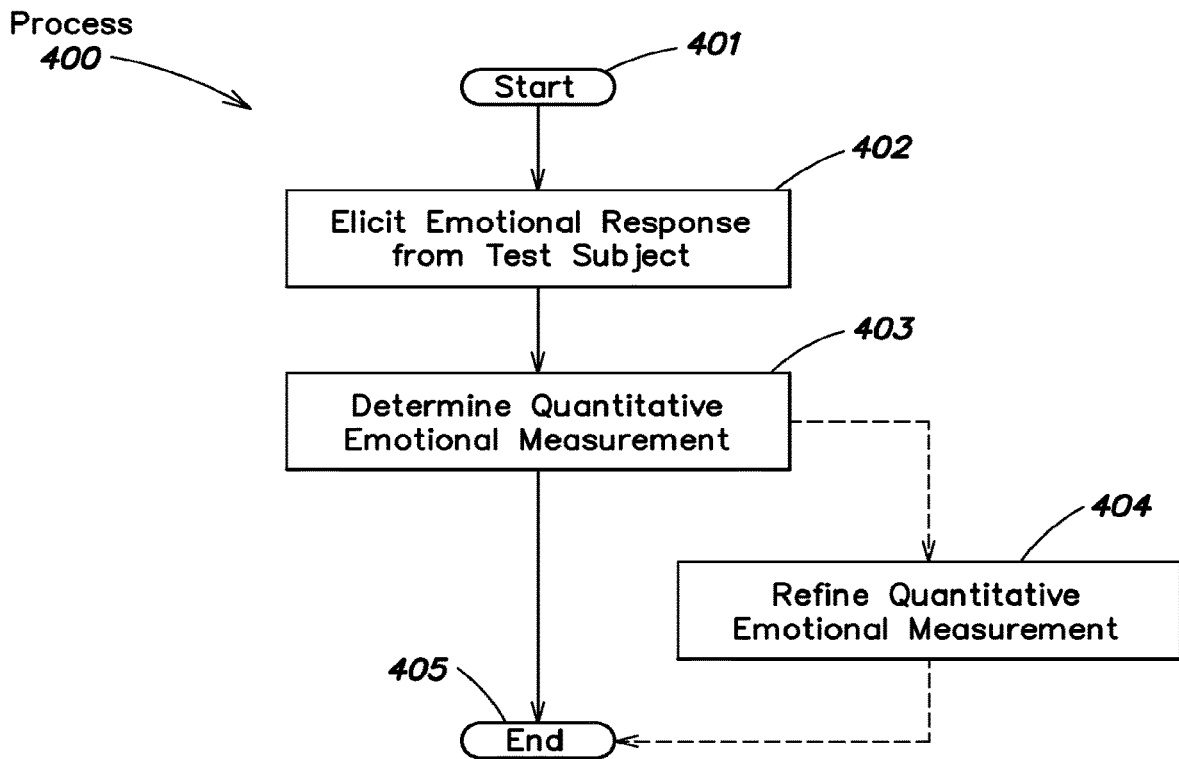 Process
400
401
Start
402
Elicit Emotional Response
from Test Subject
403
Determine Quantitative
Emotional Measurement
404
Refine Quantitative
Emotional Measurement
405
End